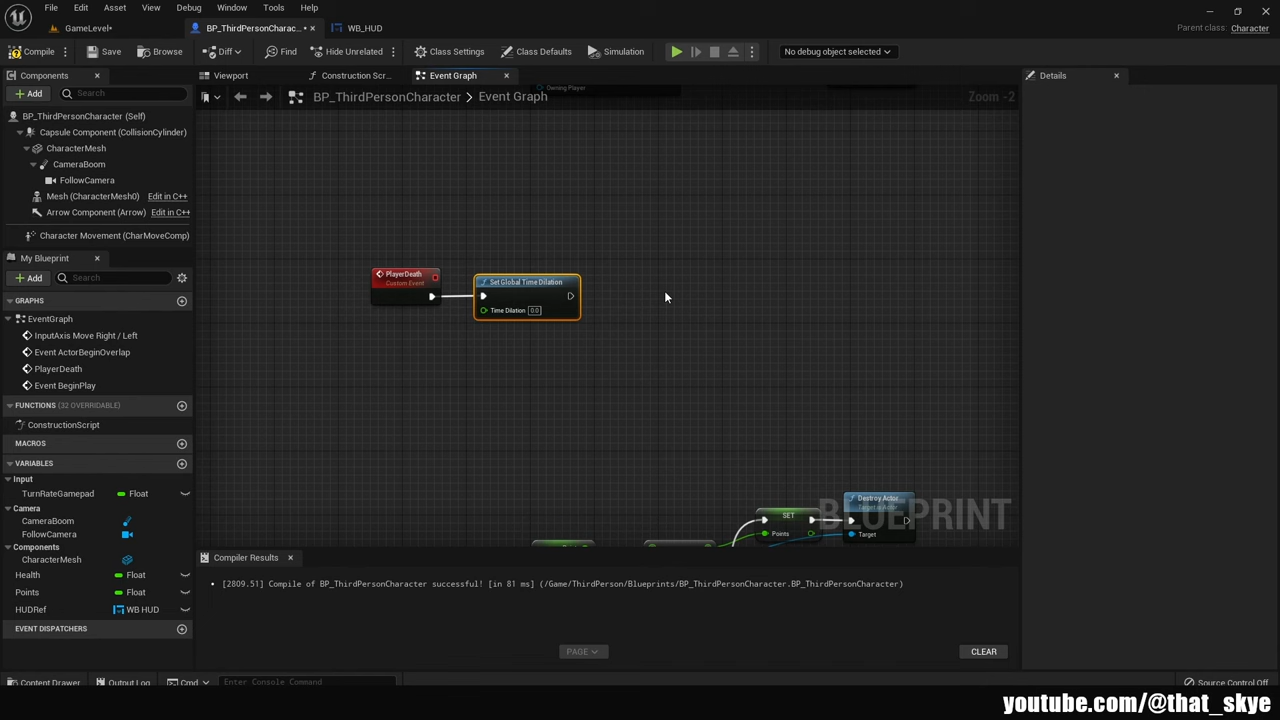 File Edit Asset View Debug Window Tools Help
GameLevel•
BP_ThirdPersonCharac... •
WB_HUD
Parent class: Character
Compile Save Browse Diff Find Hide Unrelated Class Settings Class Defaults Simulation No debug object selected
Components
Viewport Construction Scr... Event Graph
Details
Add Search
BP_ThirdPersonCharacter > Event Graph
Owning Player
Zoom -2
BP_ThirdPersonCharacter (Self)
Capsule Component (CollisionCylinder)
CharacterMesh
CameraBoom
FollowCamera
Mesh (CharacterMesh0) Edit in C++
Arrow Component (Arrow) Edit in C++
Character Movement (CharMoveComp)
My Blueprint
Add Search
GRAPHS
EventGraph
InputAxis Move Right / Left
Event ActorBeginOverlap
PlayerDeath
Event BeginPlay
FUNCTIONS (32 OVERRIDABLE)
ConstructionScript
MACROS
VARIABLES
Input
TurnRateGamepad Float
Camera
CameraBoom
FollowCamera
Components
CharacterMesh
Health Float
Points Float
HUDRef WB HUD
EVENT DISPATCHERS
PlayerDeath
Custom Event
Set Global Time Dilation
Time Dilation 0.0
SET
Points
Destroy Actor
Target is Actor
Target
BLUEPRINT
Compiler Results
[2809.51] Compile of BP_ThirdPersonCharacter successful! [in 81 ms] (/Game/ThirdPerson/Blueprints/BP_ThirdPersonCharacter.BP_ThirdPersonCharacter)
PAGE
CLEAR
Content Drawer Output Log Cmd Enter Console Command
Source Control Off
youtube.com/@that_skye